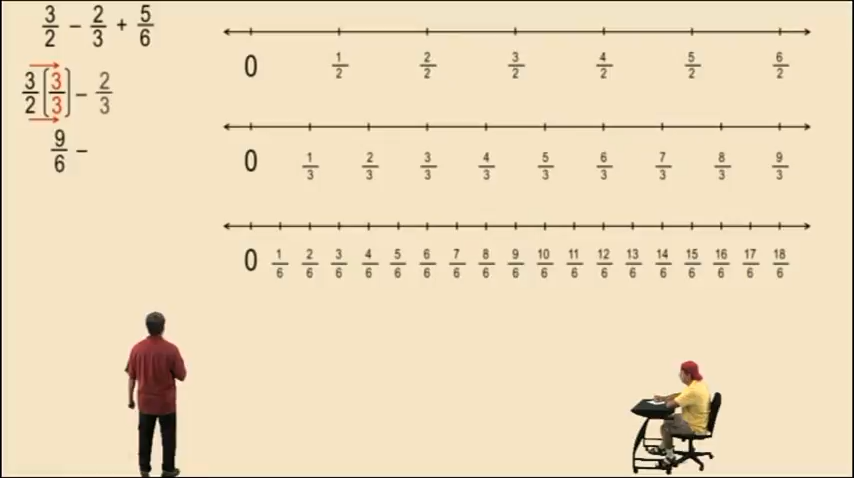 3/2 − 2/3 + 5/6
3/2(3/3) − 2/3
9/6 −
0 1/2 2/2 3/2 4/2 5/2 6/2
0 1/3 2/3 3/3 4/3 5/3 6/3 7/3 8/3 9/3
0 1/6 2/6 3/6 4/6 5/6 6/6 7/6 8/6 9/6 10/6 11/6 12/6 13/6 14/6 15/6 16/6 17/6 18/6